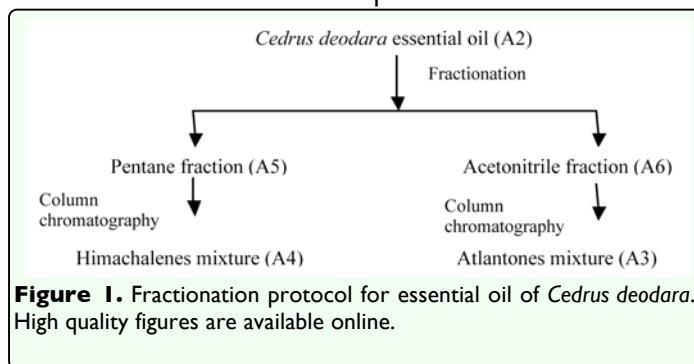 Cedrus deodara essential oil (A2)
Fractionation
Pentane fraction (A5)
Acetonitrile fraction (A6)
Column
chromatography
Column
chromatography
Himachalenes mixture (A4)
Atlantones mixture (A3)
Figure 1. Fractionation protocol for essential oil of Cedrus deodara.
High quality figures are available online.